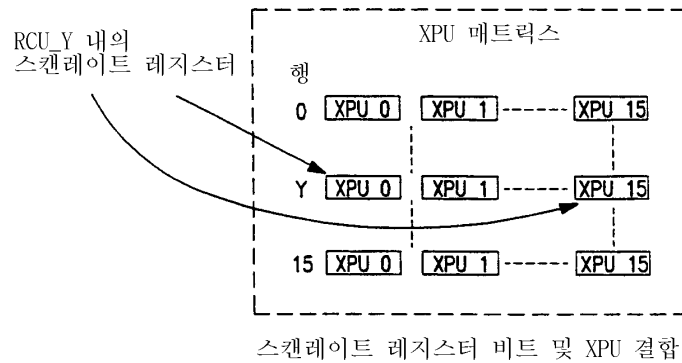 RCU_Y 내의
스캔레이트 레지스터
XPU 매트릭스
행
0 XPU 0 XPU 1 XPU 15
Y XPU 0 XPU 1 XPU 15
15 XPU 0 XPU 1 XPU 15
스캔레이트 레지스터 비트 및 XPU 결합